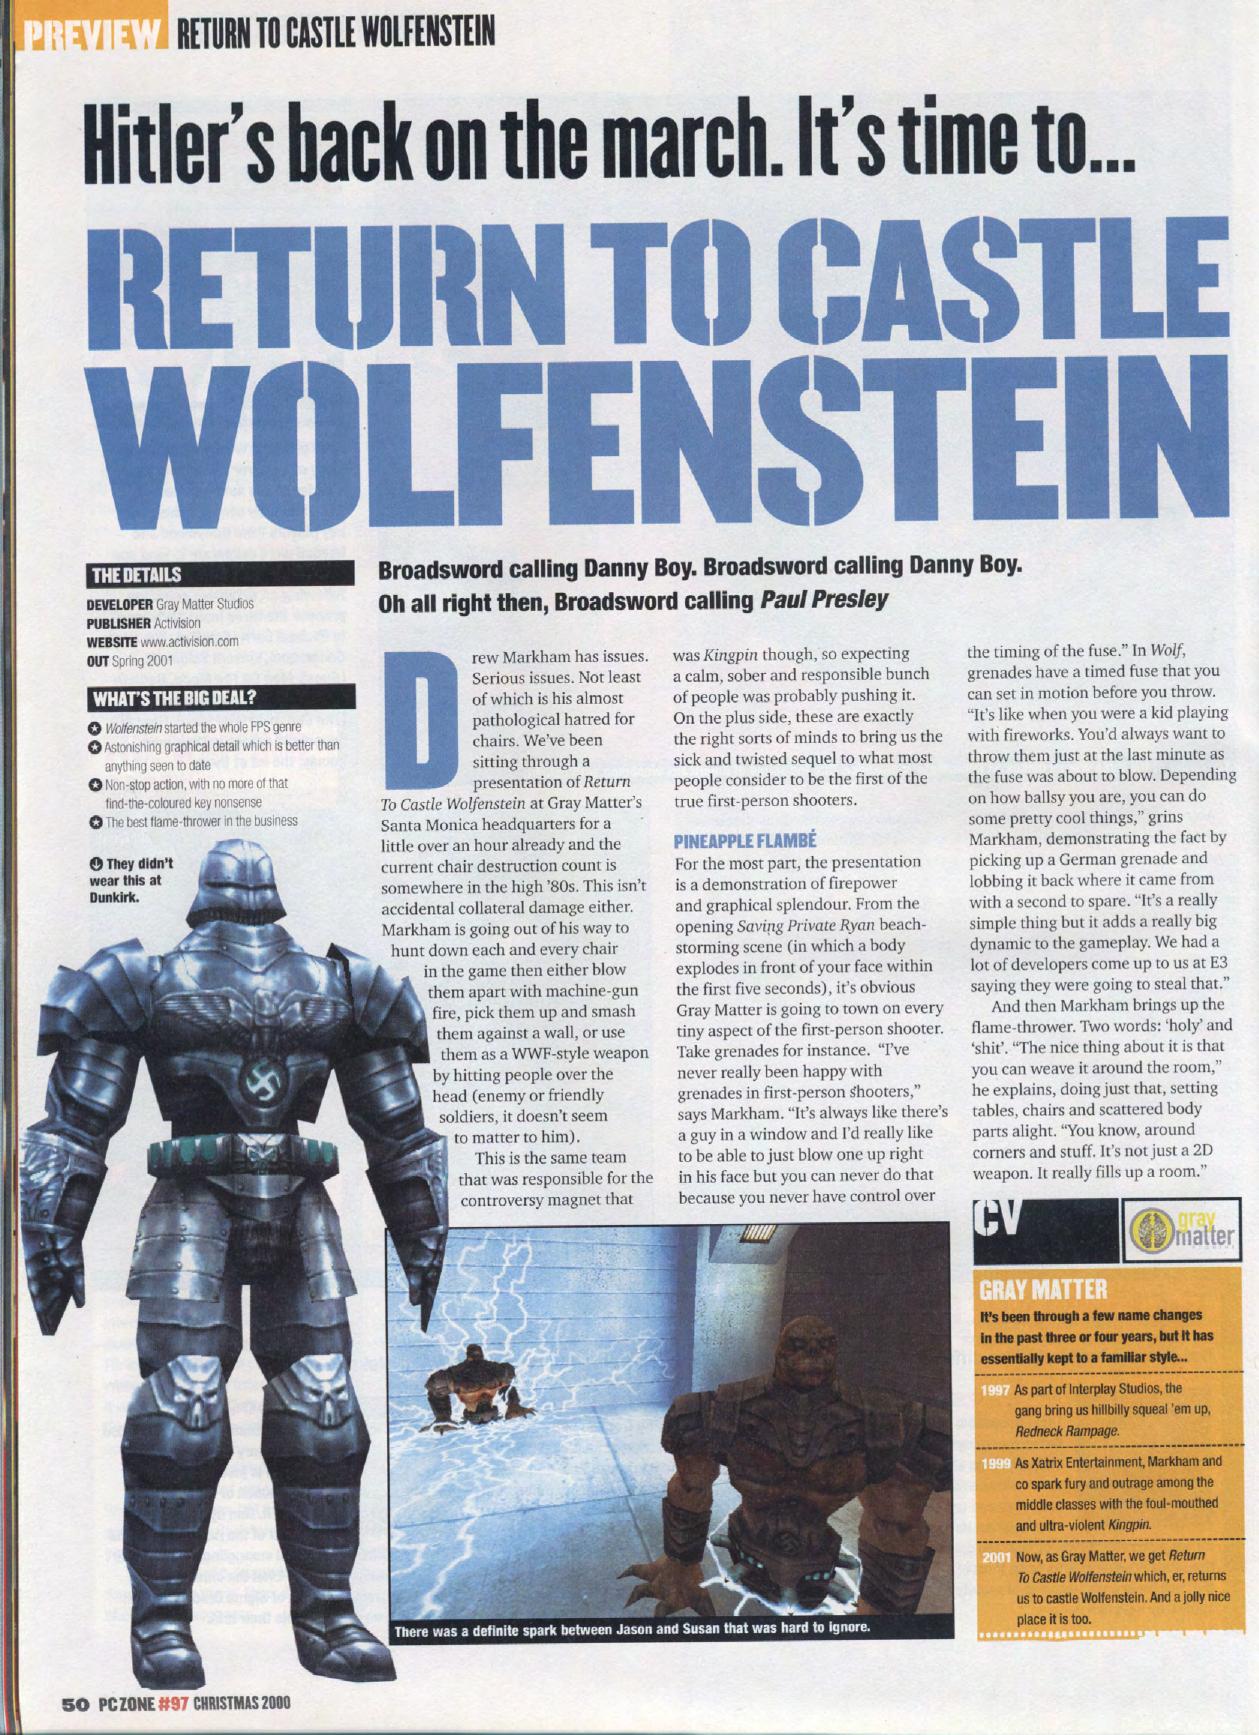 PREVIEW RETURN TO CASTLE WOLFENSTEIN
Hitler's back on the march. It's time to...
RETURN TO CASTLE
WOLFENSTEIN
THE DETAILS
DEVELOPER Gray Matter Studios
PUBLISHER Activision
WEBSITE www.activision.com
OUT Spring 2001
WHAT'S THE BIG DEAL?
Wolfenstein started the whole FPS genre
Astonishing graphical detail which is better than
anything seen to date
Non-stop action, with no more of that
find-the-coloured key nonsense
The best flame-thrower in the business
They didn't
wear this at
Dunkirk.
Broadsword calling Danny Boy. Broadsword calling Danny Boy.
Oh all right then, Broadsword calling Paul Presley
Drew Markham has issues.
Serious issues. Not least
of which is his almost
pathological hatred for
chairs. We've been
sitting through a
presentation of Return
To Castle Wolfenstein at Gray Matter's
Santa Monica headquarters for a
little over an hour already and the
current chair destruction count is
somewhere in the high '80s. This isn't
accidental collateral damage either.
Markham is going out of his way to
hunt down each and every chair
in the game then either blow
them apart with machine-gun
fire, pick them up and smash
them against a wall, or use
them as a WWF-style weapon
by hitting people over the
head (enemy or friendly
soldiers, it doesn't seem
to matter to him).
This is the same team
that was responsible for the
controversy magnet that
was Kingpin though, so expecting
a calm, sober and responsible bunch
of people was probably pushing it.
On the plus side, these are exactly
the right sorts of minds to bring us the
sick and twisted sequel to what most
people consider to be the first of the
true first-person shooters.
PINEAPPLE FLAMBÉ
For the most part, the presentation
is a demonstration of firepower
and graphical splendour. From the
opening Saving Private Ryan beach-
storming scene (in which a body
explodes in front of your face within
the first five seconds), it's obvious
Gray Matter is going to town on every
tiny aspect of the first-person shooter.
Take grenades for instance. "I've
never really been happy with
grenades in first-person shooters,"
says Markham. "It's always like there's
a guy in a window and I'd really like
to be able to just blow one up right
in his face but you can never do that
because you never have control over
the timing of the fuse." In Wolf,
grenades have a timed fuse that you
can set in motion before you throw.
"It's like when you were a kid playing
with fireworks. You'd always want to
throw them just at the last minute as
the fuse was about to blow. Depending
on how ballsy you are, you can do
some pretty cool things," grins
Markham, demonstrating the fact by
picking up a German grenade and
lobbing it back where it came from
with a second to spare. "It's a really
simple thing but it adds a really big
dynamic to the gameplay. We had a
lot of developers come up to us at E3
saying they were going to steal that."
And then Markham brings up the
flame-thrower. Two words: 'holy' and
'shit'. "The nice thing about it is that
you can weave it around the room,"
he explains, doing just that, setting
tables, chairs and scattered body
parts alight. "You know, around
corners and stuff. It's not just a 2D
weapon. It really fills up a room."
There was a definite spark between Jason and Susan that was hard to ignore.
CV
gray
matter
GRAY MATTER
It's been through a few name changes
in the past three or four years, but it has
essentially kept to a familiar style...
1997 As part of Interplay Studios, the
gang bring us hillbilly squeal 'em up,
Redneck Rampage.
1999 As Xatrix Entertainment, Markham and
co spark fury and outrage among the
middle classes with the foul-mouthed
and ultra-violent Kingpin.
2001 Now, as Gray Matter, we get Return
To Castle Wolfenstein which, er, returns
us to castle Wolfenstein. And a jolly nice
place it is too.
50 PCZONE #97 CHRISTMAS 2000